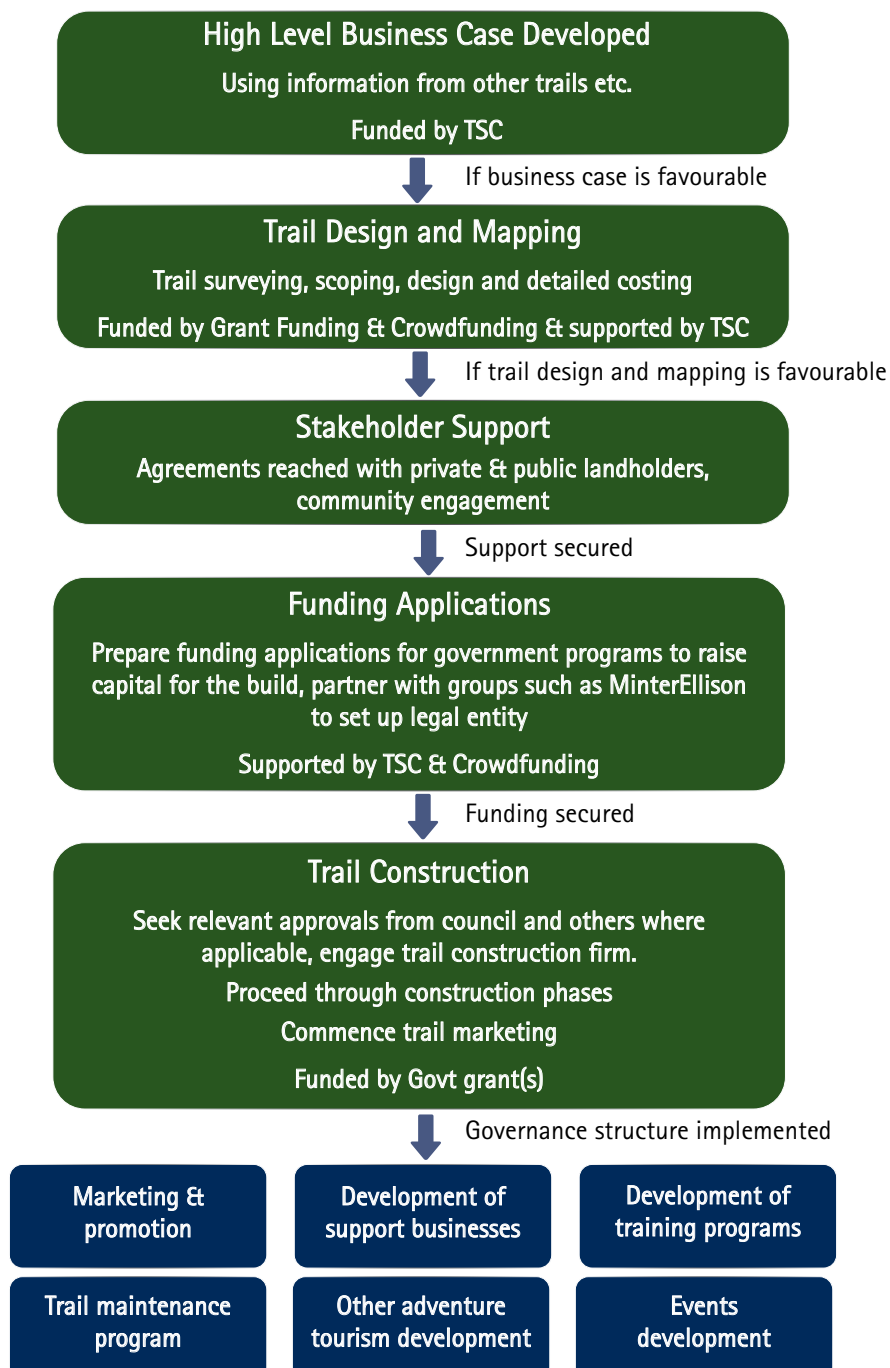 High Level Business Case Developed
Using information from other trails etc.
Funded by TSC
If business case is favourable
Trail Design and Mapping
Trail surveying, scoping, design and detailed costing
Funded by Grant Funding & Crowdfunding & supported by TSC
If trail design and mapping is favourable
Stakeholder Support
Agreements reached with private & public landholders,
community engagement
Support secured
Funding Applications
Prepare funding applications for government programs to raise
capital for the build, partner with groups such as MinterEllison
to set up legal entity
Supported by TSC & Crowdfunding
Funding secured
Trail Construction
Seek relevant approvals from council and others where
applicable, engage trail construction firm.
Proceed through construction phases
Commence trail marketing
Funded by Govt grant(s)
Governance structure implemented
Marketing &
promotion
Development of
support businesses
Development of
training programs
Trail maintenance
program
Other adventure
tourism development
Events
development